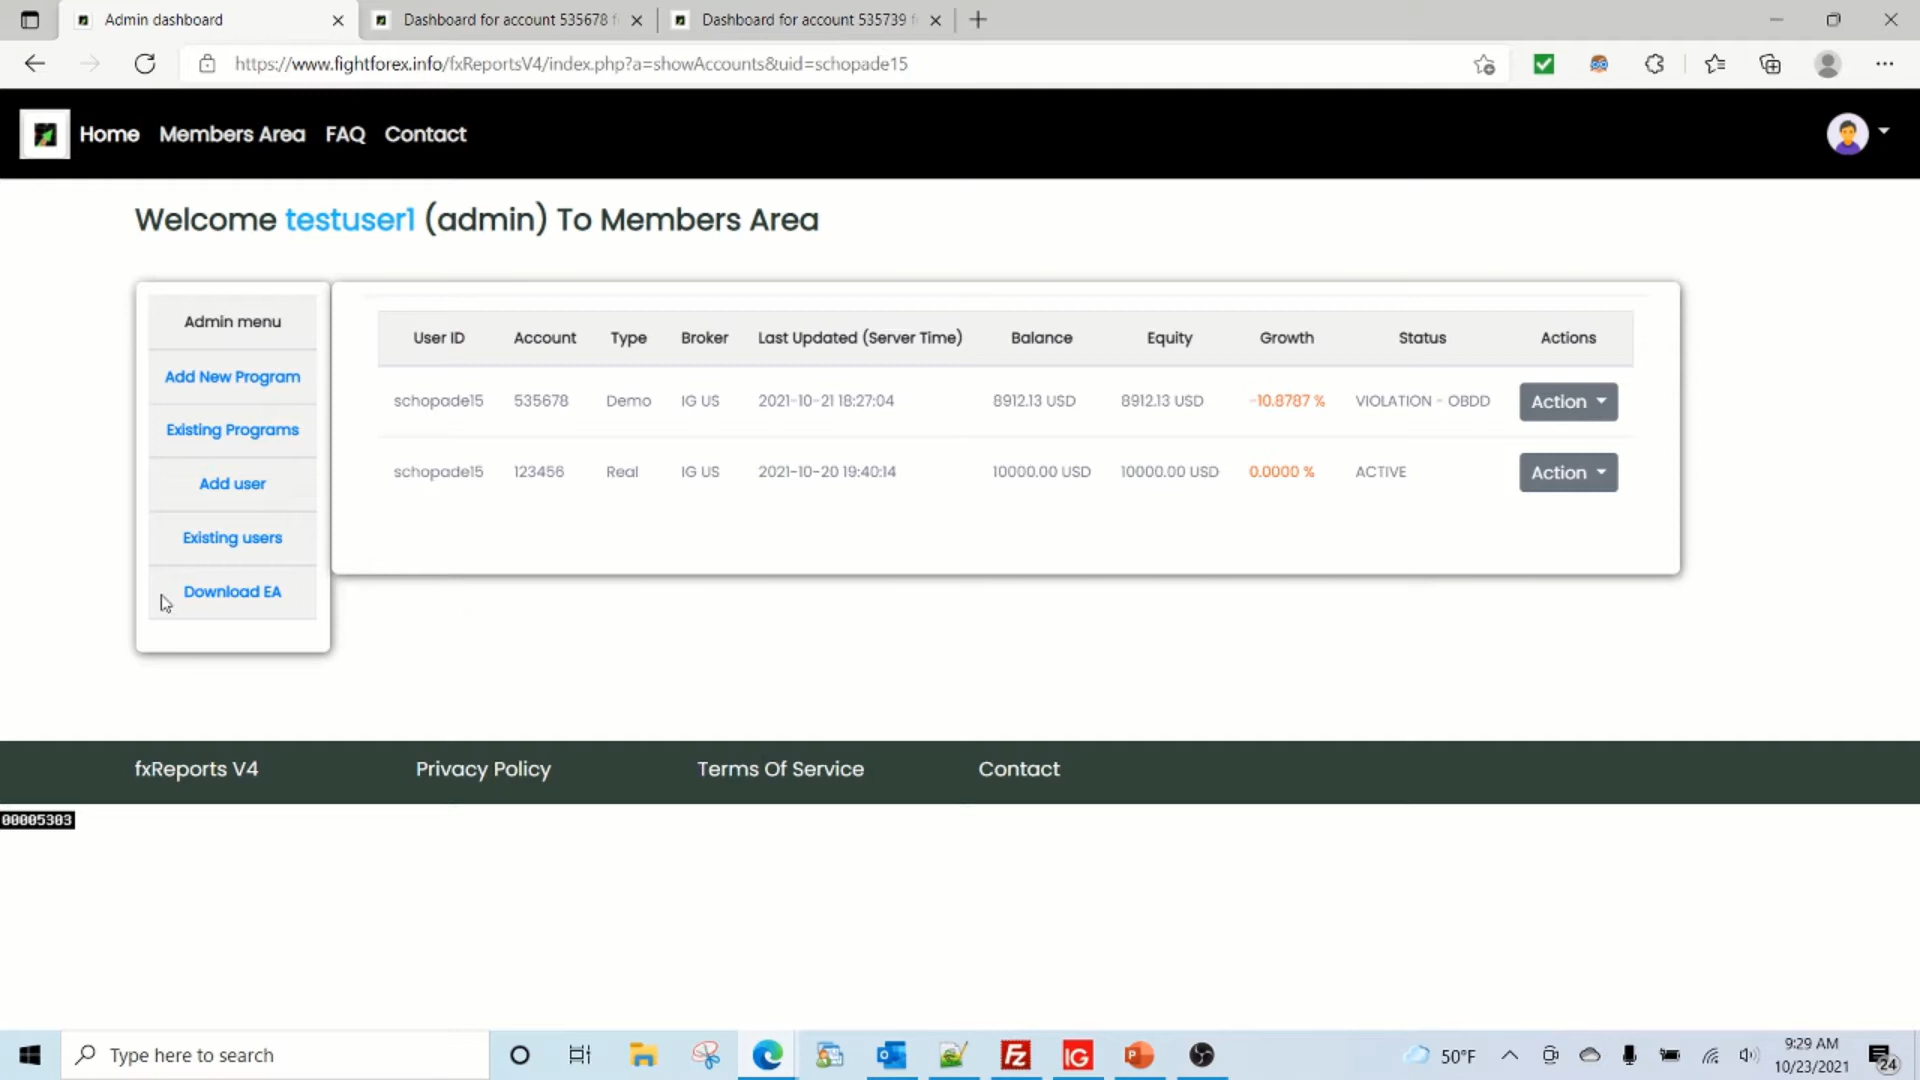 Admin dashboard
Dashboard for account 535678 f
Dashboard for account 535739 f
https://www.fightforex.info/fxReportsV4/index.php?a=showAccounts&uid=schopade15
Home Members Area FAQ Contact
Welcome testuser1 (admin) To Members Area
Admin menu
Add New Program
Existing Programs
Add user
Existing users
Download EA
User ID Account Type Broker Last Updated (Server Time) Balance Equity Growth Status Actions
schopade15 535678 Demo IG US 2021-10-21 18:27:04 8912.13 USD 8912.13 USD -10.8787 % VIOLATION - OBDD Action
schopade15 123456 Real IG US 2021-10-20 19:40:14 10000.00 USD 10000.00 USD 0.0000 % ACTIVE Action
fxReports V4 Privacy Policy Terms Of Service Contact
00005303
Type here to search
IG
50°F
9:29 AM
10/23/2021
24